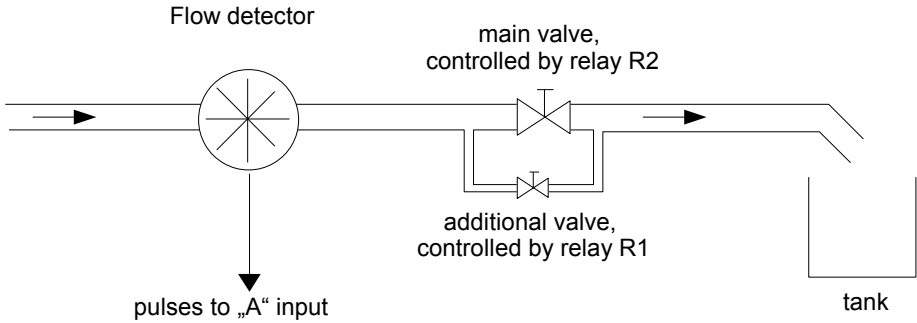 Flow detector
main valve,
controlled by relay R2
additional valve,
controlled by relay R1
pulses to „A“ input
tank